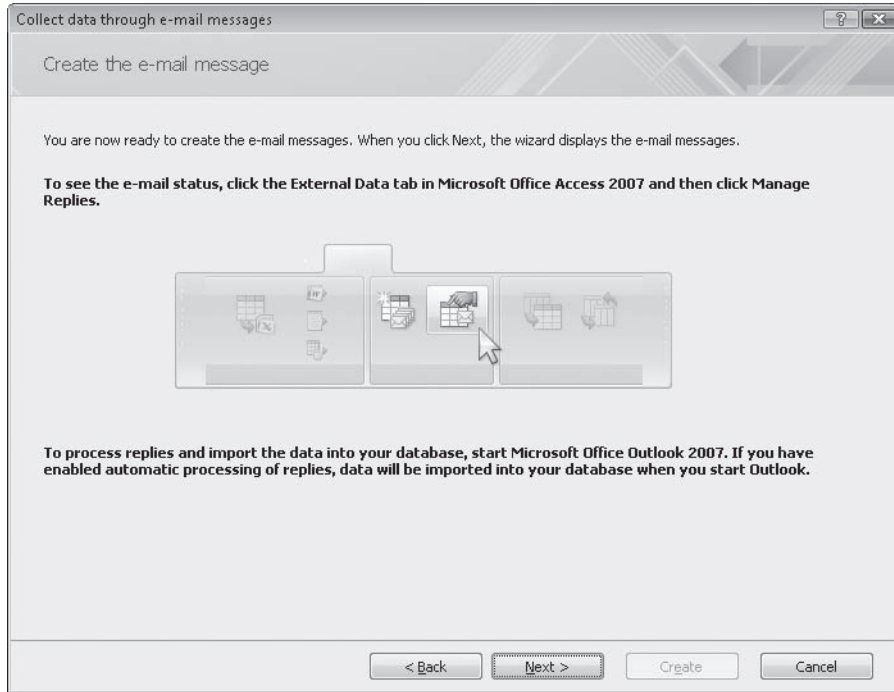 Collect data through e-mail messages
Create the e-mail message
You are now ready to create the e-mail messages. When you click Next, the wizard displays the e-mail messages.
To see the e-mail status, click the External Data tab in Microsoft Office Access 2007 and then click Manage
Replies.
To process replies and import the data into your database, start Microsoft Office Outlook 2007. If you have
enabled automatic processing of replies, data will be imported into your database when you start Outlook.
< Back Next > Create Cancel